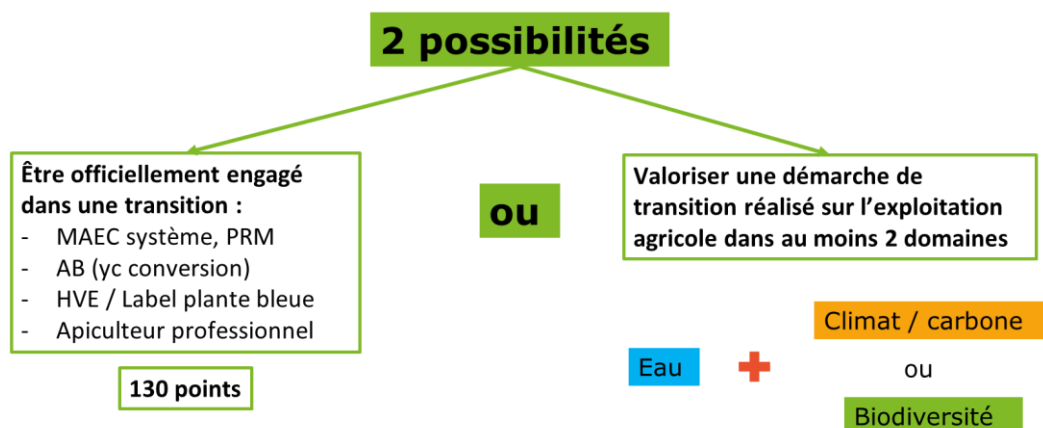 2 possibilités
Être officiellement engagé
dans une transition :
- MAEC système, PRM
- AB (yc conversion)
- HVE / Label plante bleue
- Apiculteur professionnel
130 points
ou
Valoriser une démarche de
transition réalisé sur l'exploitation
agricole dans au moins 2 domaines
Climat / carbone
Eau
ou
Biodiversité